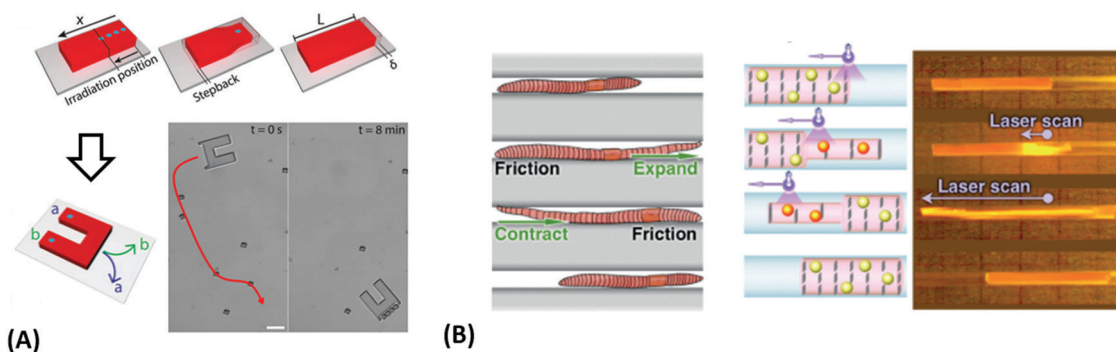 x
L
Irradiation position
Stepback
δ
t = 0 s
t = 8 min
a
b
b
a
(A)
Friction
Expand
Contract
Friction
Laser scan
Laser scan
(B)